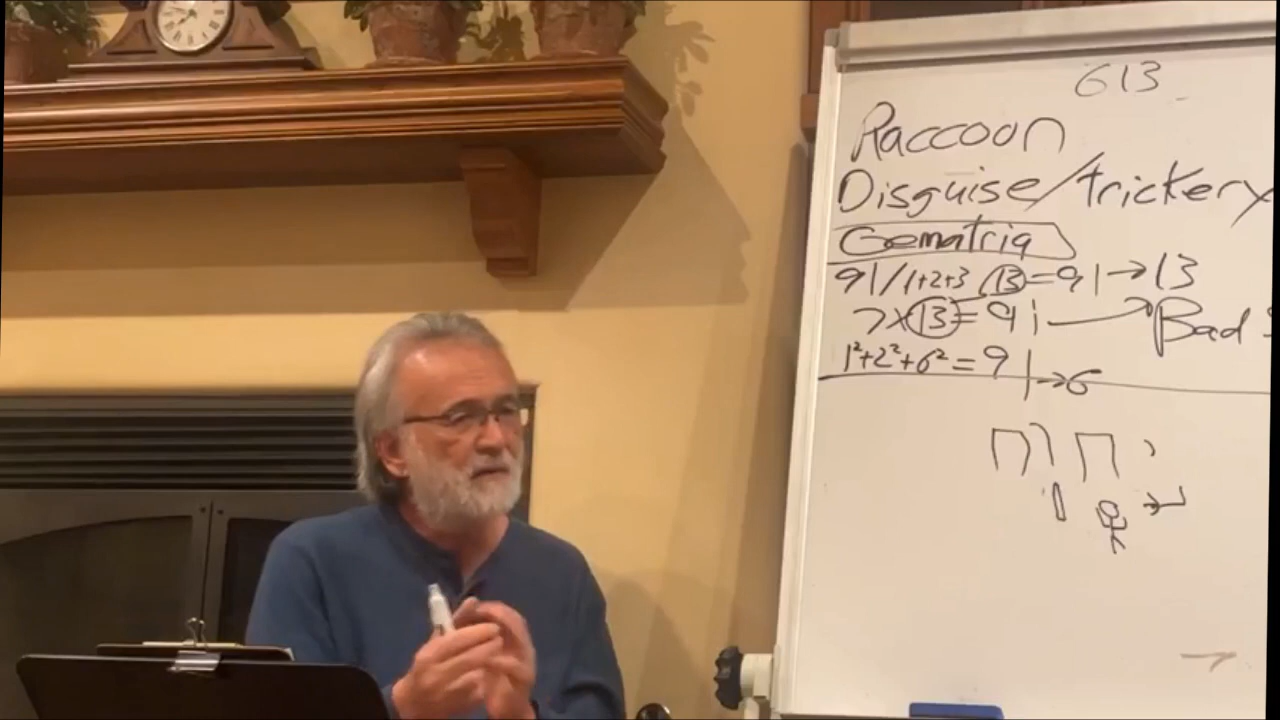 613
Raccoon
Disguise/trickery
Gematria
91/1+2+3 /13=91→13
7×13=91→Bad
1²+2²+6²=91→6